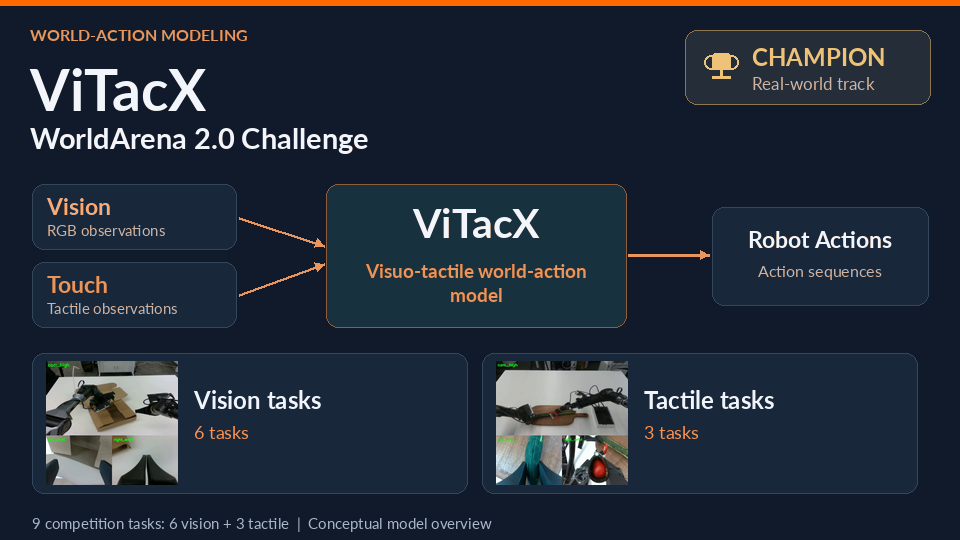 WORLD-ACTION MODELING
ViTacX
WorldArena 2.0 Challenge
CHAMPION
Real-world track
Vision
RGB observations
Touch
Tactile observations
ViTacX
Visuo-tactile world-action
model
Robot Actions
Action sequences
Vision tasks
6 tasks
Tactile tasks
3 tasks
9 competition tasks: 6 vision + 3 tactile | Conceptual model overview